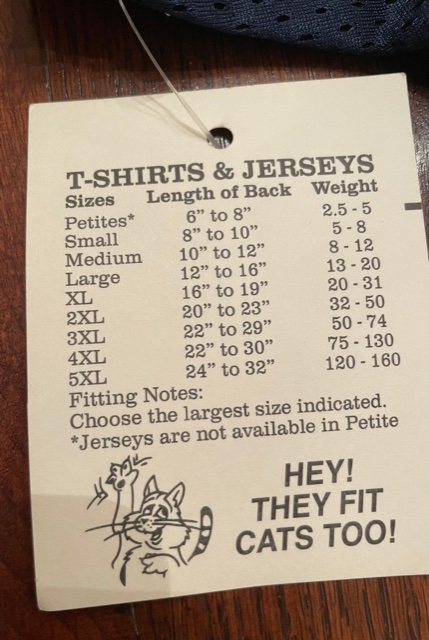 T-SHIRTS & JERSEYS
Sizes Length of Back Weight
Petites* 6” to 8” 2.5 - 5
Small 8” to 10” 5 - 8
Medium 10” to 12” 8 - 12
Large 12” to 16” 13 - 20
XL 16” to 19” 20 - 31
2XL 20” to 23” 32 - 50
3XL 22” to 29” 50 - 74
4XL 22” to 30” 75 - 130
5XL 24” to 32” 120 - 160
Fitting Notes:
Choose the largest size indicated.
*Jerseys are not available in Petite
HEY!
THEY FIT
CATS TOO!